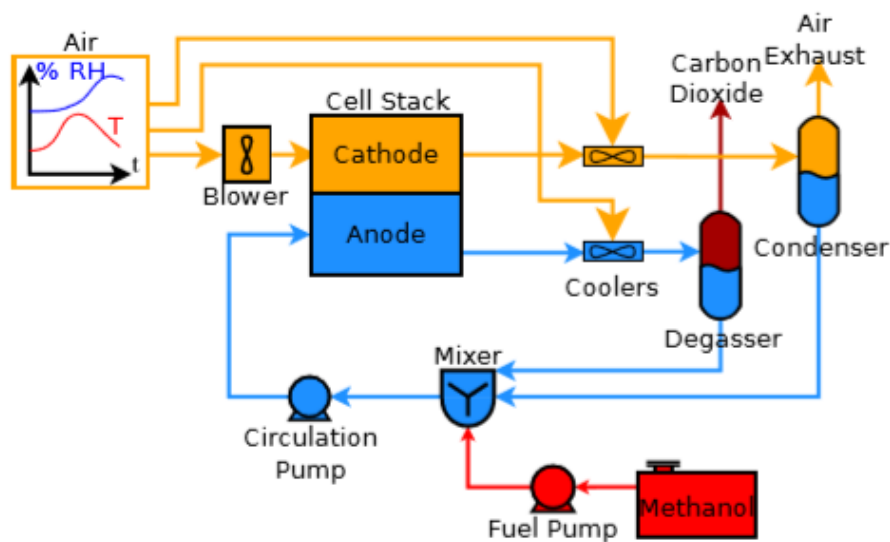 Air
% RH
T
t
Blower
Cell Stack
Cathode
Anode
Coolers
Carbon
Dioxide
Air
Exhaust
Condenser
Degasser
Mixer
Circulation
Pump
Fuel Pump
Methanol